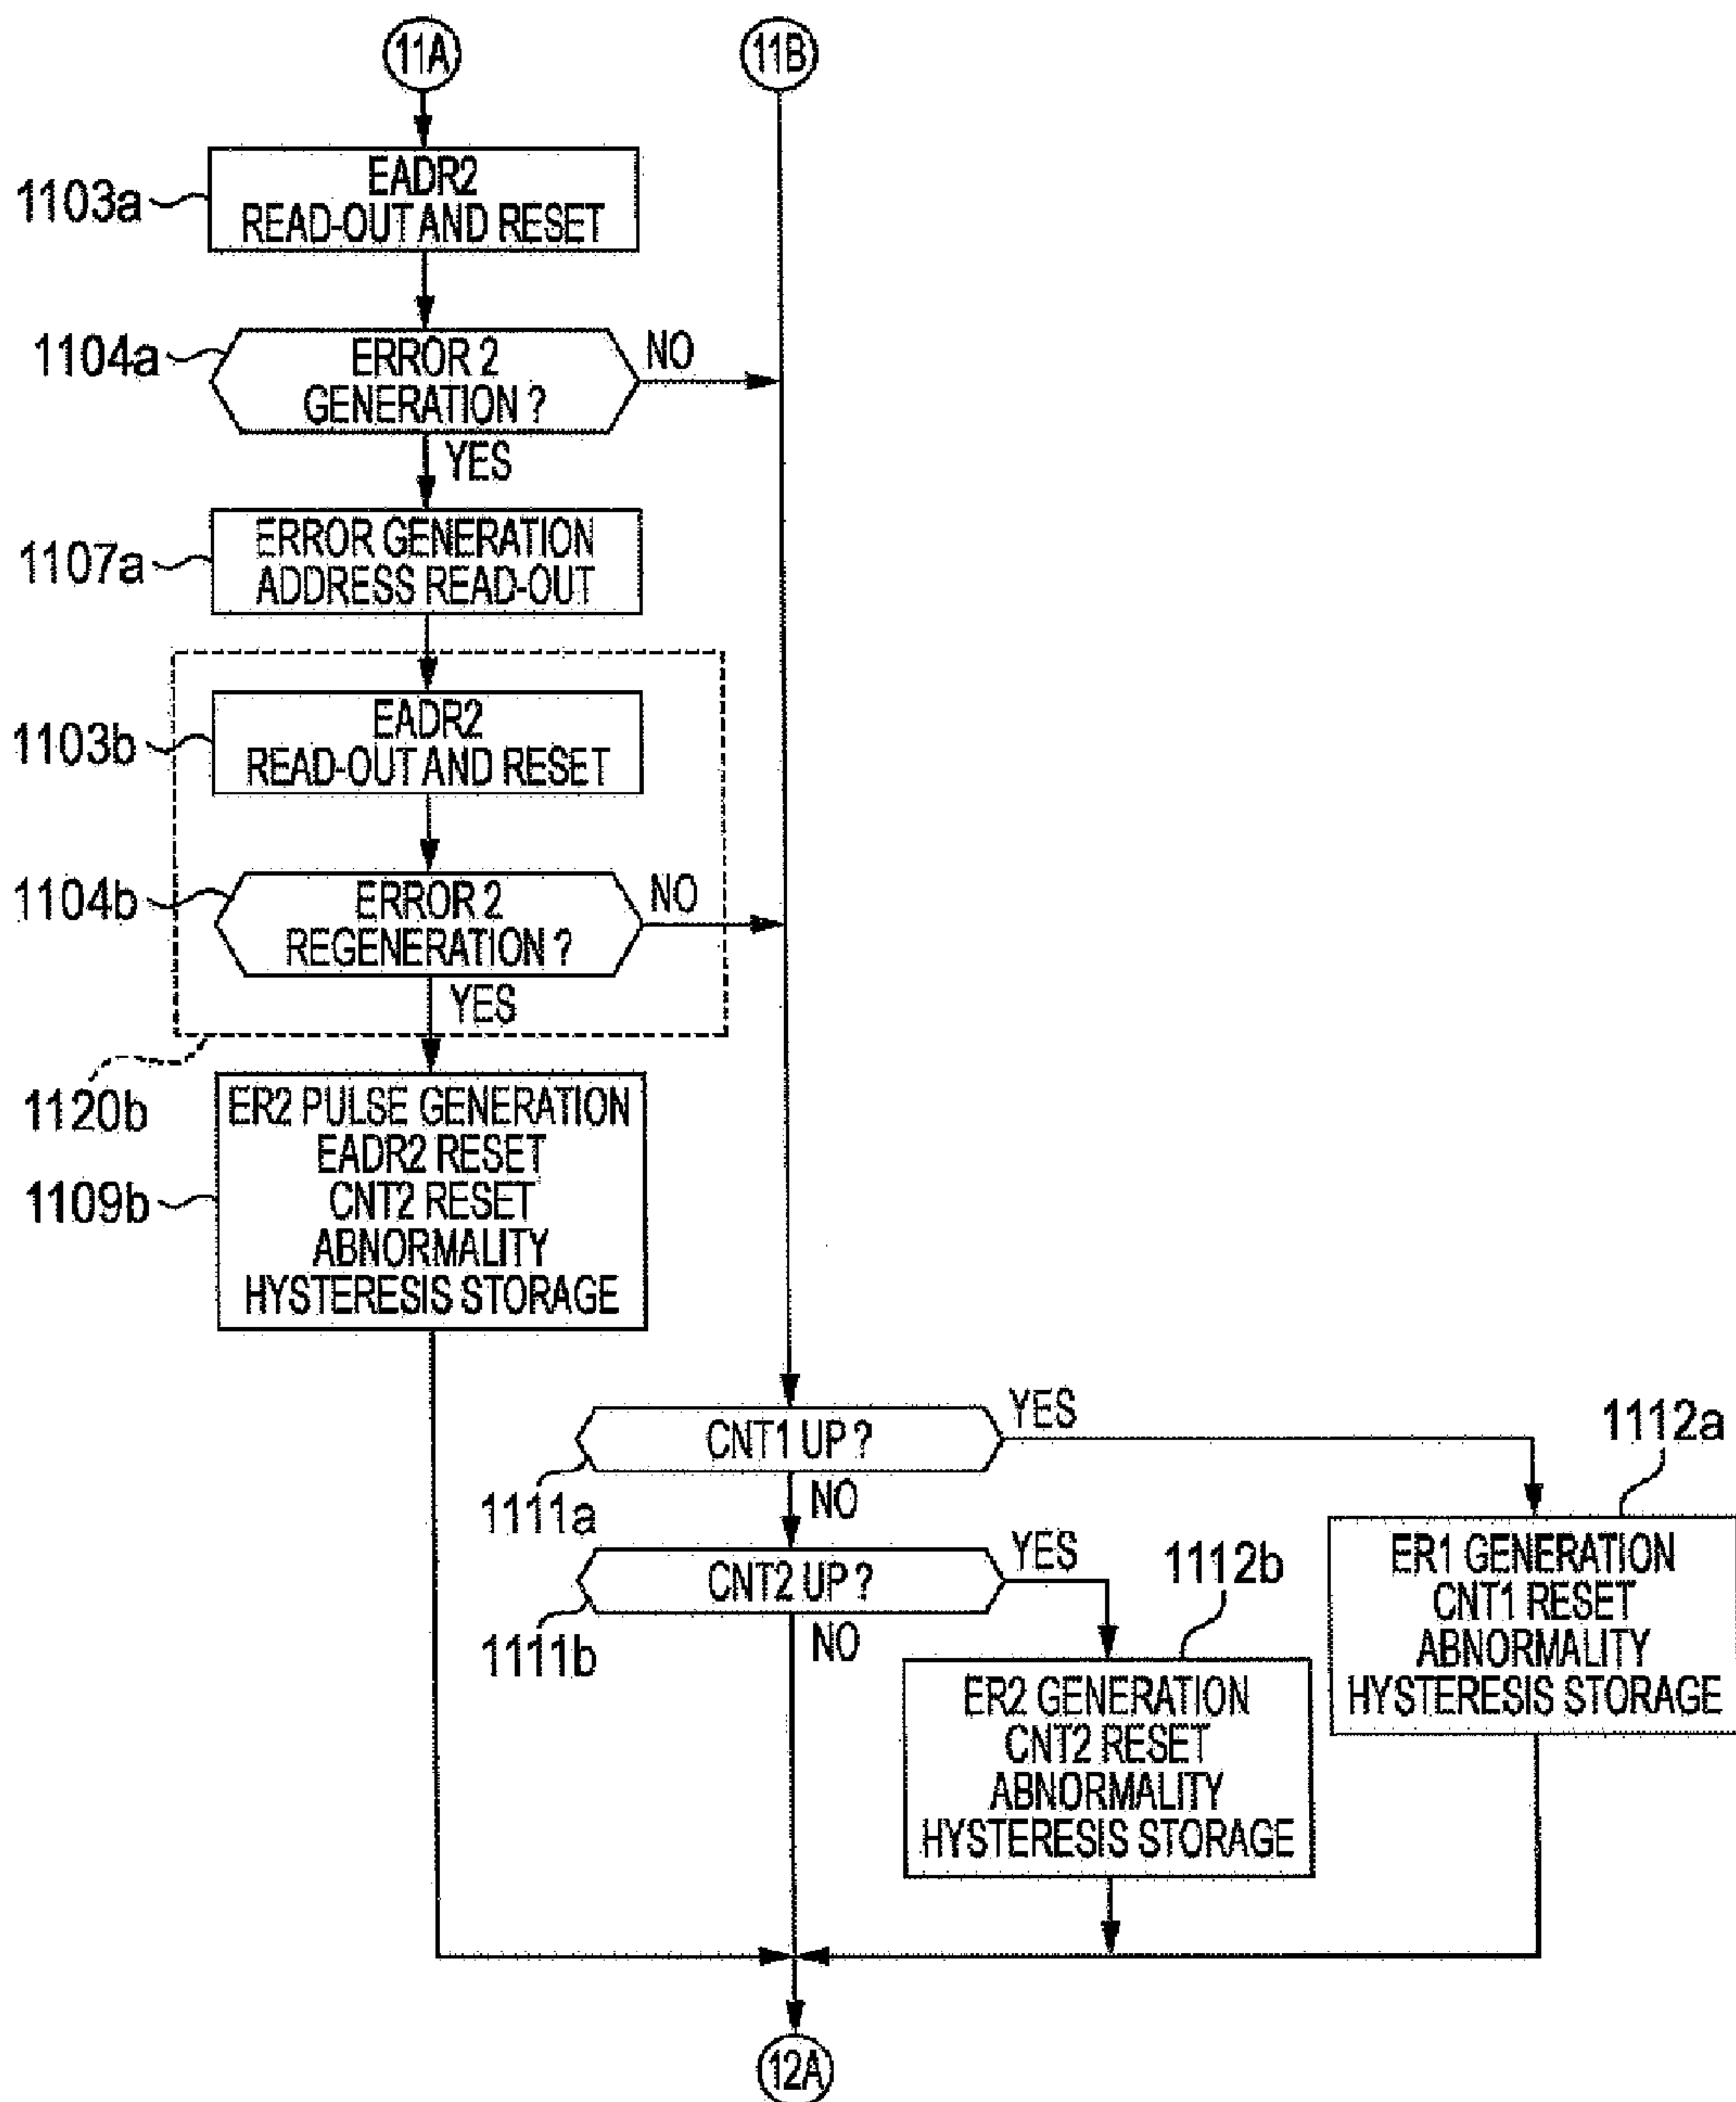 11A
11B
1103a
EADR2
READ-OUT AND RESET
1104a
ERROR 2
GENERATION ?
NO
YES
1107a
ERROR GENERATION
ADDRESS READ-OUT
1103b
EADR2
READ-OUT AND RESET
1104b
ERROR 2
REGENERATION ?
NO
YES
1120b
1109b
ER2 PULSE GENERATION
EADR2 RESET
CNT2 RESET
ABNORMALITY
HYSTERESIS STORAGE
CNT1 UP ?
YES
1111a
NO
1112a
ER1 GENERATION
CNT1 RESET
ABNORMALITY
HYSTERESIS STORAGE
CNT2 UP ?
YES
1111b
NO
1112b
ER2 GENERATION
CNT2 RESET
ABNORMALITY
HYSTERESIS STORAGE
12A